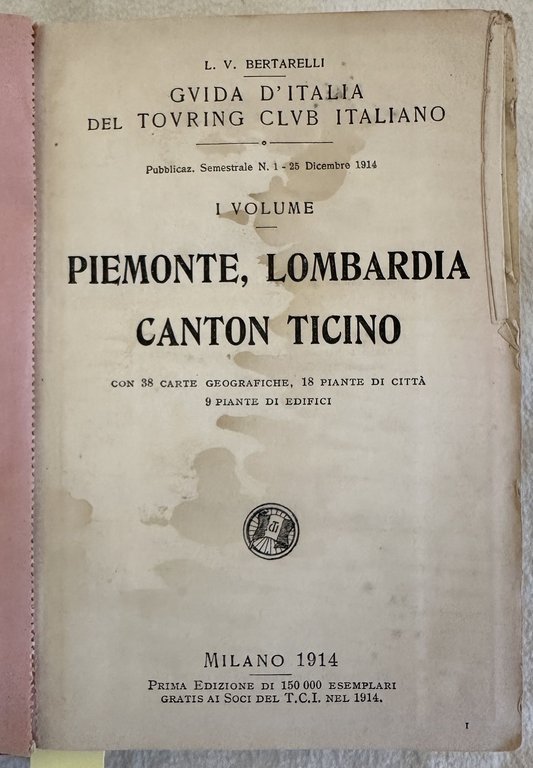 L. V. BERTARELLI
GVIDA D'ITALIA
DEL TOVRING CLVB ITALIANO
Pubblicaz. Semestrale N. 1 - 25 Dicembre 1914
I VOLUME
PIEMONTE, LOMBARDIA
CANTON TICINO
CON 38 CARTE GEOGRAFICHE, 18 PIANTE DI CITTÀ
9 PIANTE DI EDIFICI
MILANO 1914
PRIMA EDIZIONE DI 150 000 ESEMPLARI
GRATIS AI SOCI DEL T.C.I. NEL 1914.
1